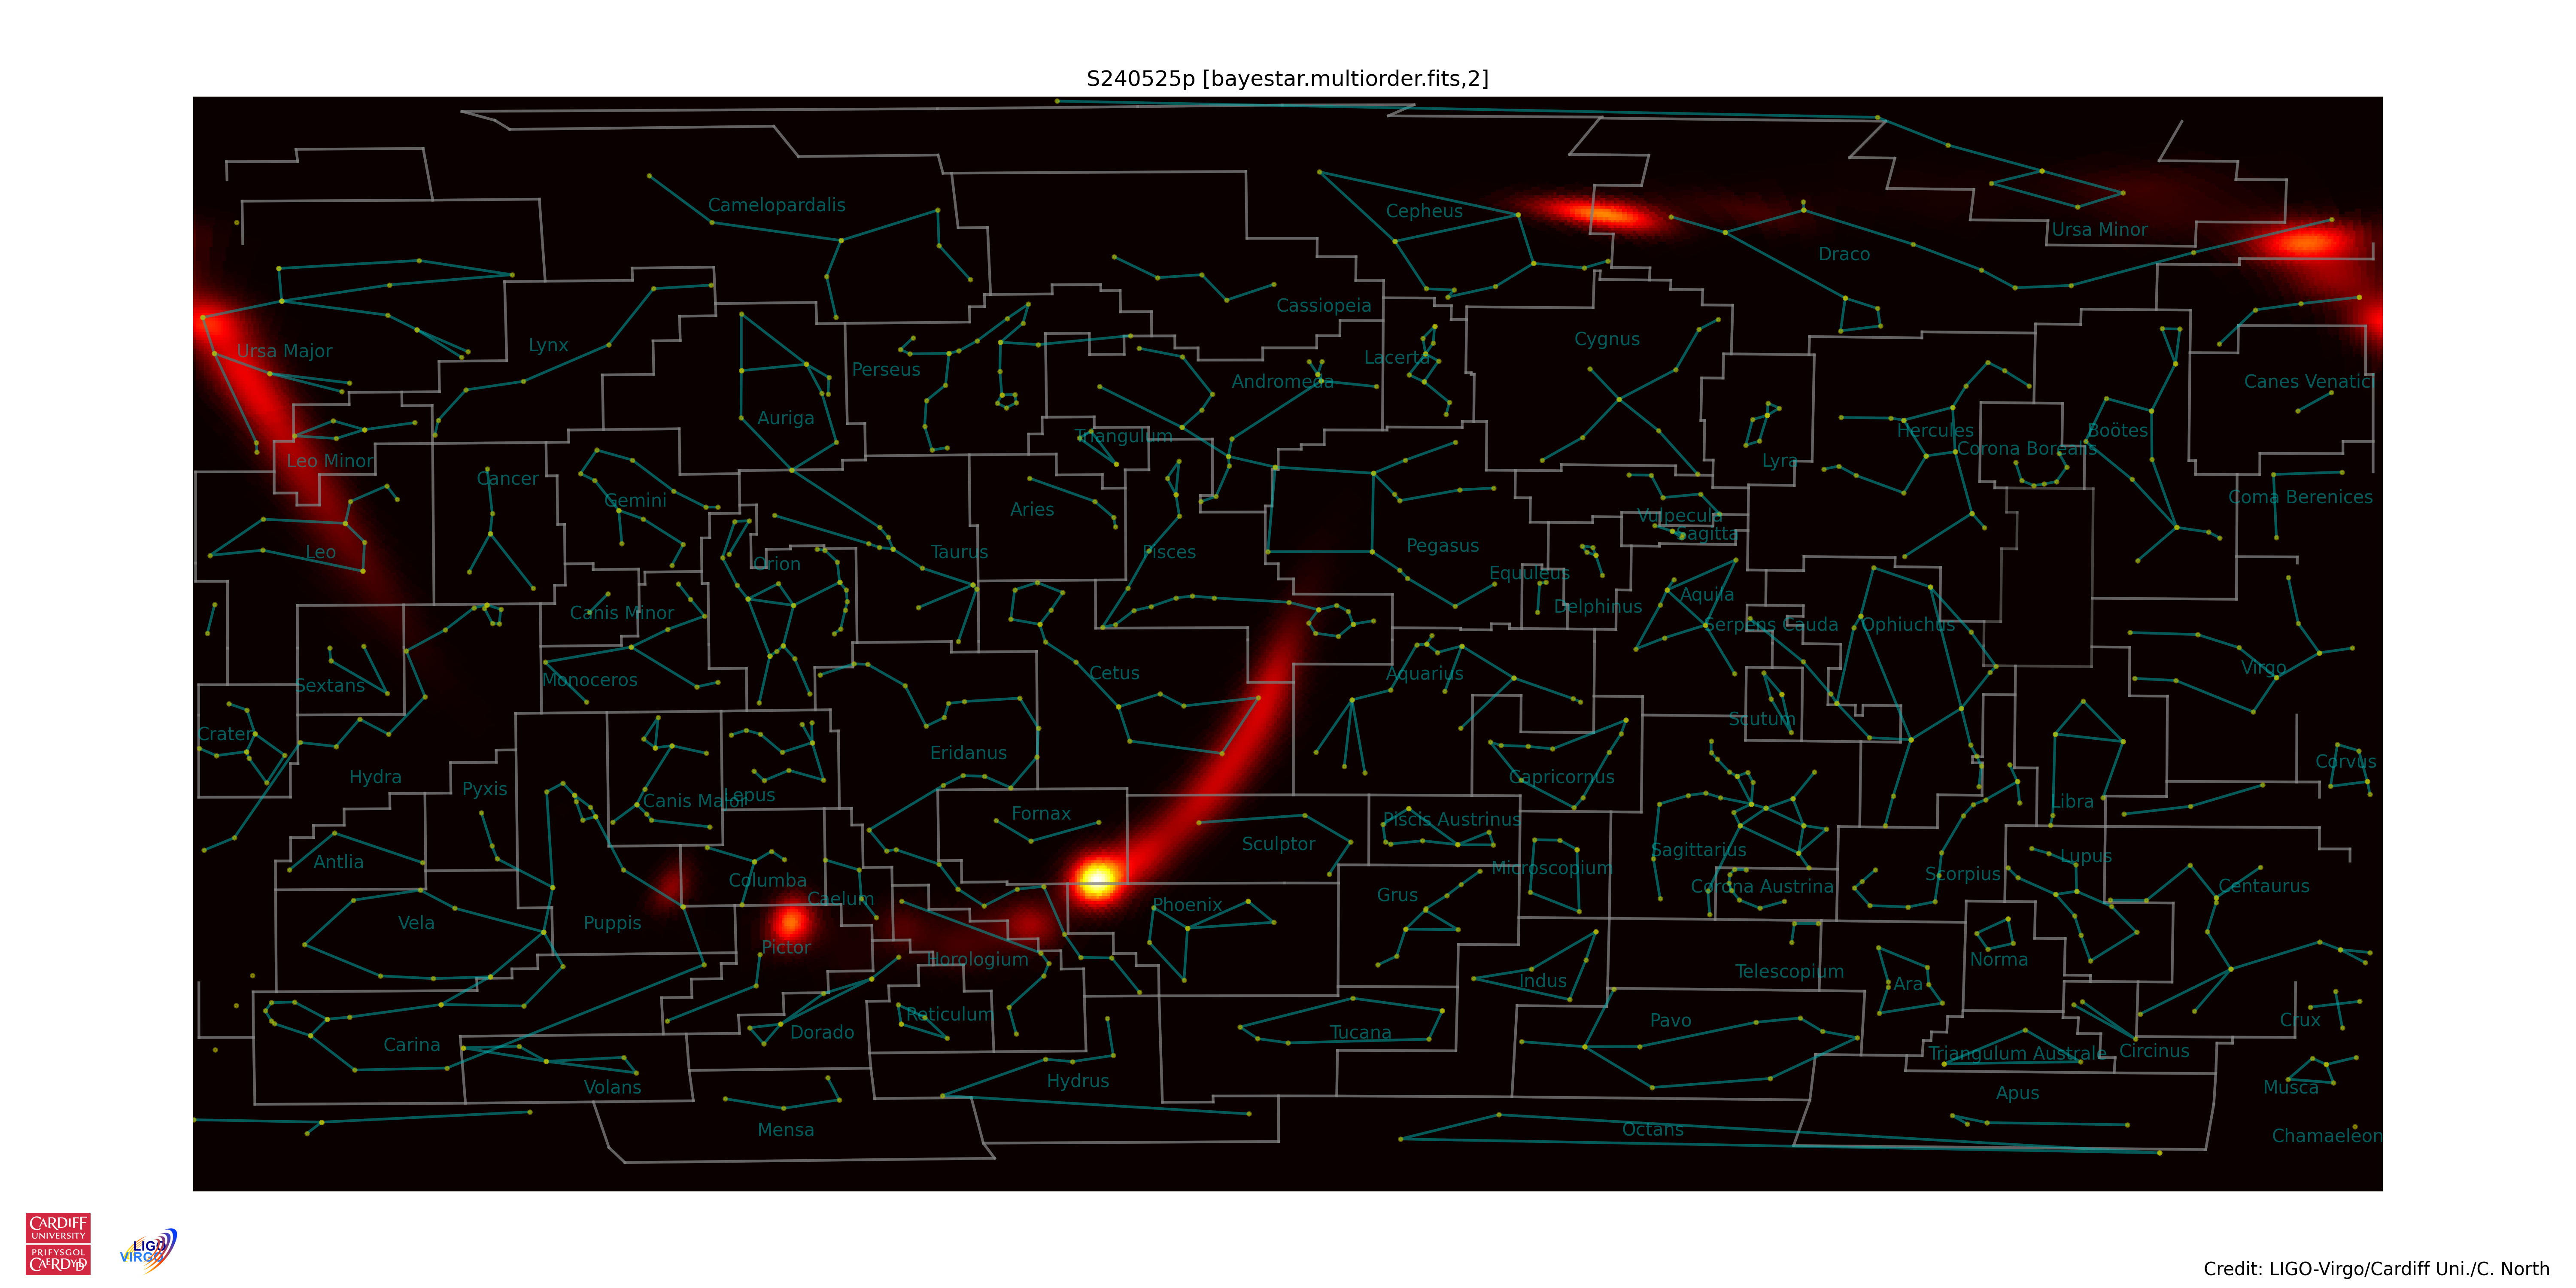 S240525p [bayestar.multiorder.fits,2]
Camelopardalis
Cepheus
Ursa Minor
Draco
Cassiopeia
Ursa Major
Lynx
Perseus
Cygnus
Lacerta
Andromeda
Canes Venatici
Auriga
Triangulum
Hercules
Boötes
Corona Borealis
Leo Minor
Lyra
Cancer
Gemini
Coma Berenices
Aries
Vulpecula
Sagitta
Leo
Taurus
Pisces
Pegasus
Orion
Equuleus
Canis Minor
Delphinus
Aquila
Serpens Cauda
Ophiuchus
Sextans
Monoceros
Cetus
Aquarius
Virgo
Crater
Scutum
Hydra
Pyxis
Eridanus
Capricornus
Corvus
Canis Major
Lepus
Libra
Fornax
Piscis Austrinus
Antlia
Sculptor
Sagittarius
Lupus
Columba
Microscopium
Corona Austrina
Scorpius
Centaurus
Caelum
Grus
Phoenix
Vela
Puppis
Pictor
Horologium
Telescopium
Norma
Indus
Ara
Reticulum
Dorado
Tucana
Pavo
Crux
Carina
Triangulum Australe
Circinus
Volans
Hydrus
Apus
Musca
Mensa
Octans
Chamaeleon
CARDIFF
UNIVERSITY
PRIFYSGOL
CAERDYDD
LIGO
VIRGO
Credit: LIGO-Virgo/Cardiff Uni./C. North